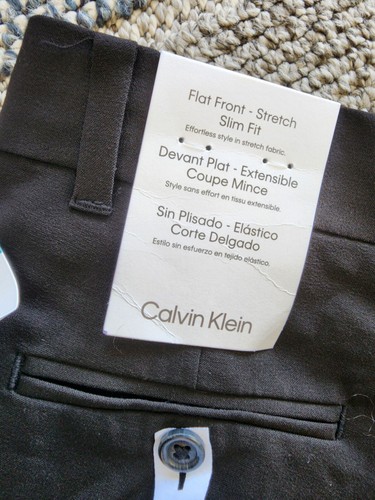 Flat Front - Stretch
Slim Fit
Effortless style in stretch fabric.
Devant Plat - Extensible
Coupe Mince
Style sans effort en tissu extensible.
Sin Plisado - Elástico
Corte Delgado
Estilo sin esfuerzo en tejido elástico.
Calvin Klein